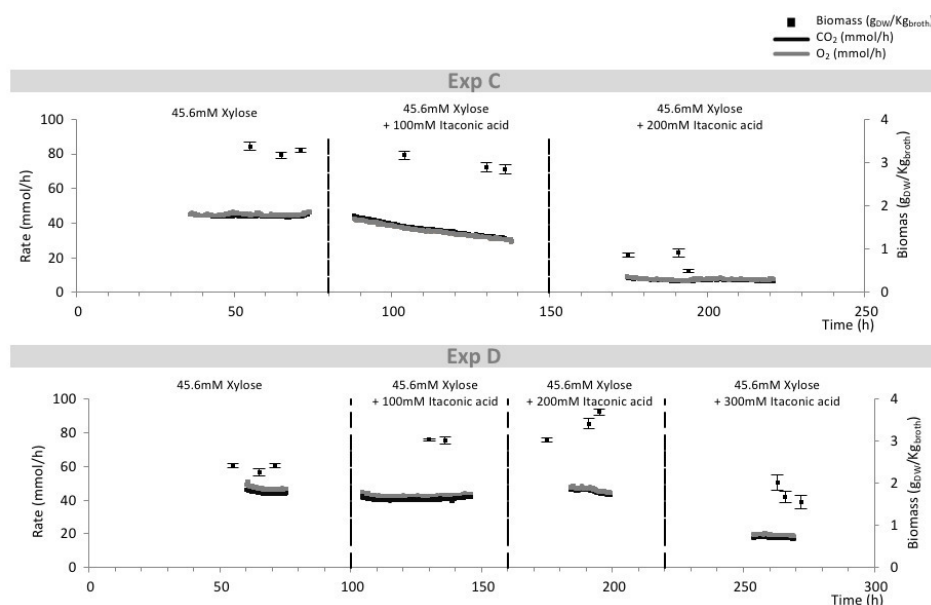 Biomass (gDW/Kgbroth)
CO2 (mmol/h)
O2 (mmol/h)
Exp C
45.6mM Xylose
45.6mM Xylose
+ 100mM Itaconic acid
45.6mM Xylose
+ 200mM Itaconic acid
Rate (mmol/h)
100
80
60
40
20
0
4
3
2
1
0
Biomas (gDW/Kgbroth)
0
50
100
150
200
250
Time (h)
Exp D
45.6mM Xylose
45.6mM Xylose
+ 100mM Itaconic acid
45.6mM Xylose
+ 200mM Itaconic acid
45.6mM Xylose
+ 300mM Itaconic acid
Rate (mmol/h)
100
80
60
40
20
0
4
3
2
1
0
Biomass (gDW/Kgbroth)
0
50
100
150
200
250
300
Time (h)